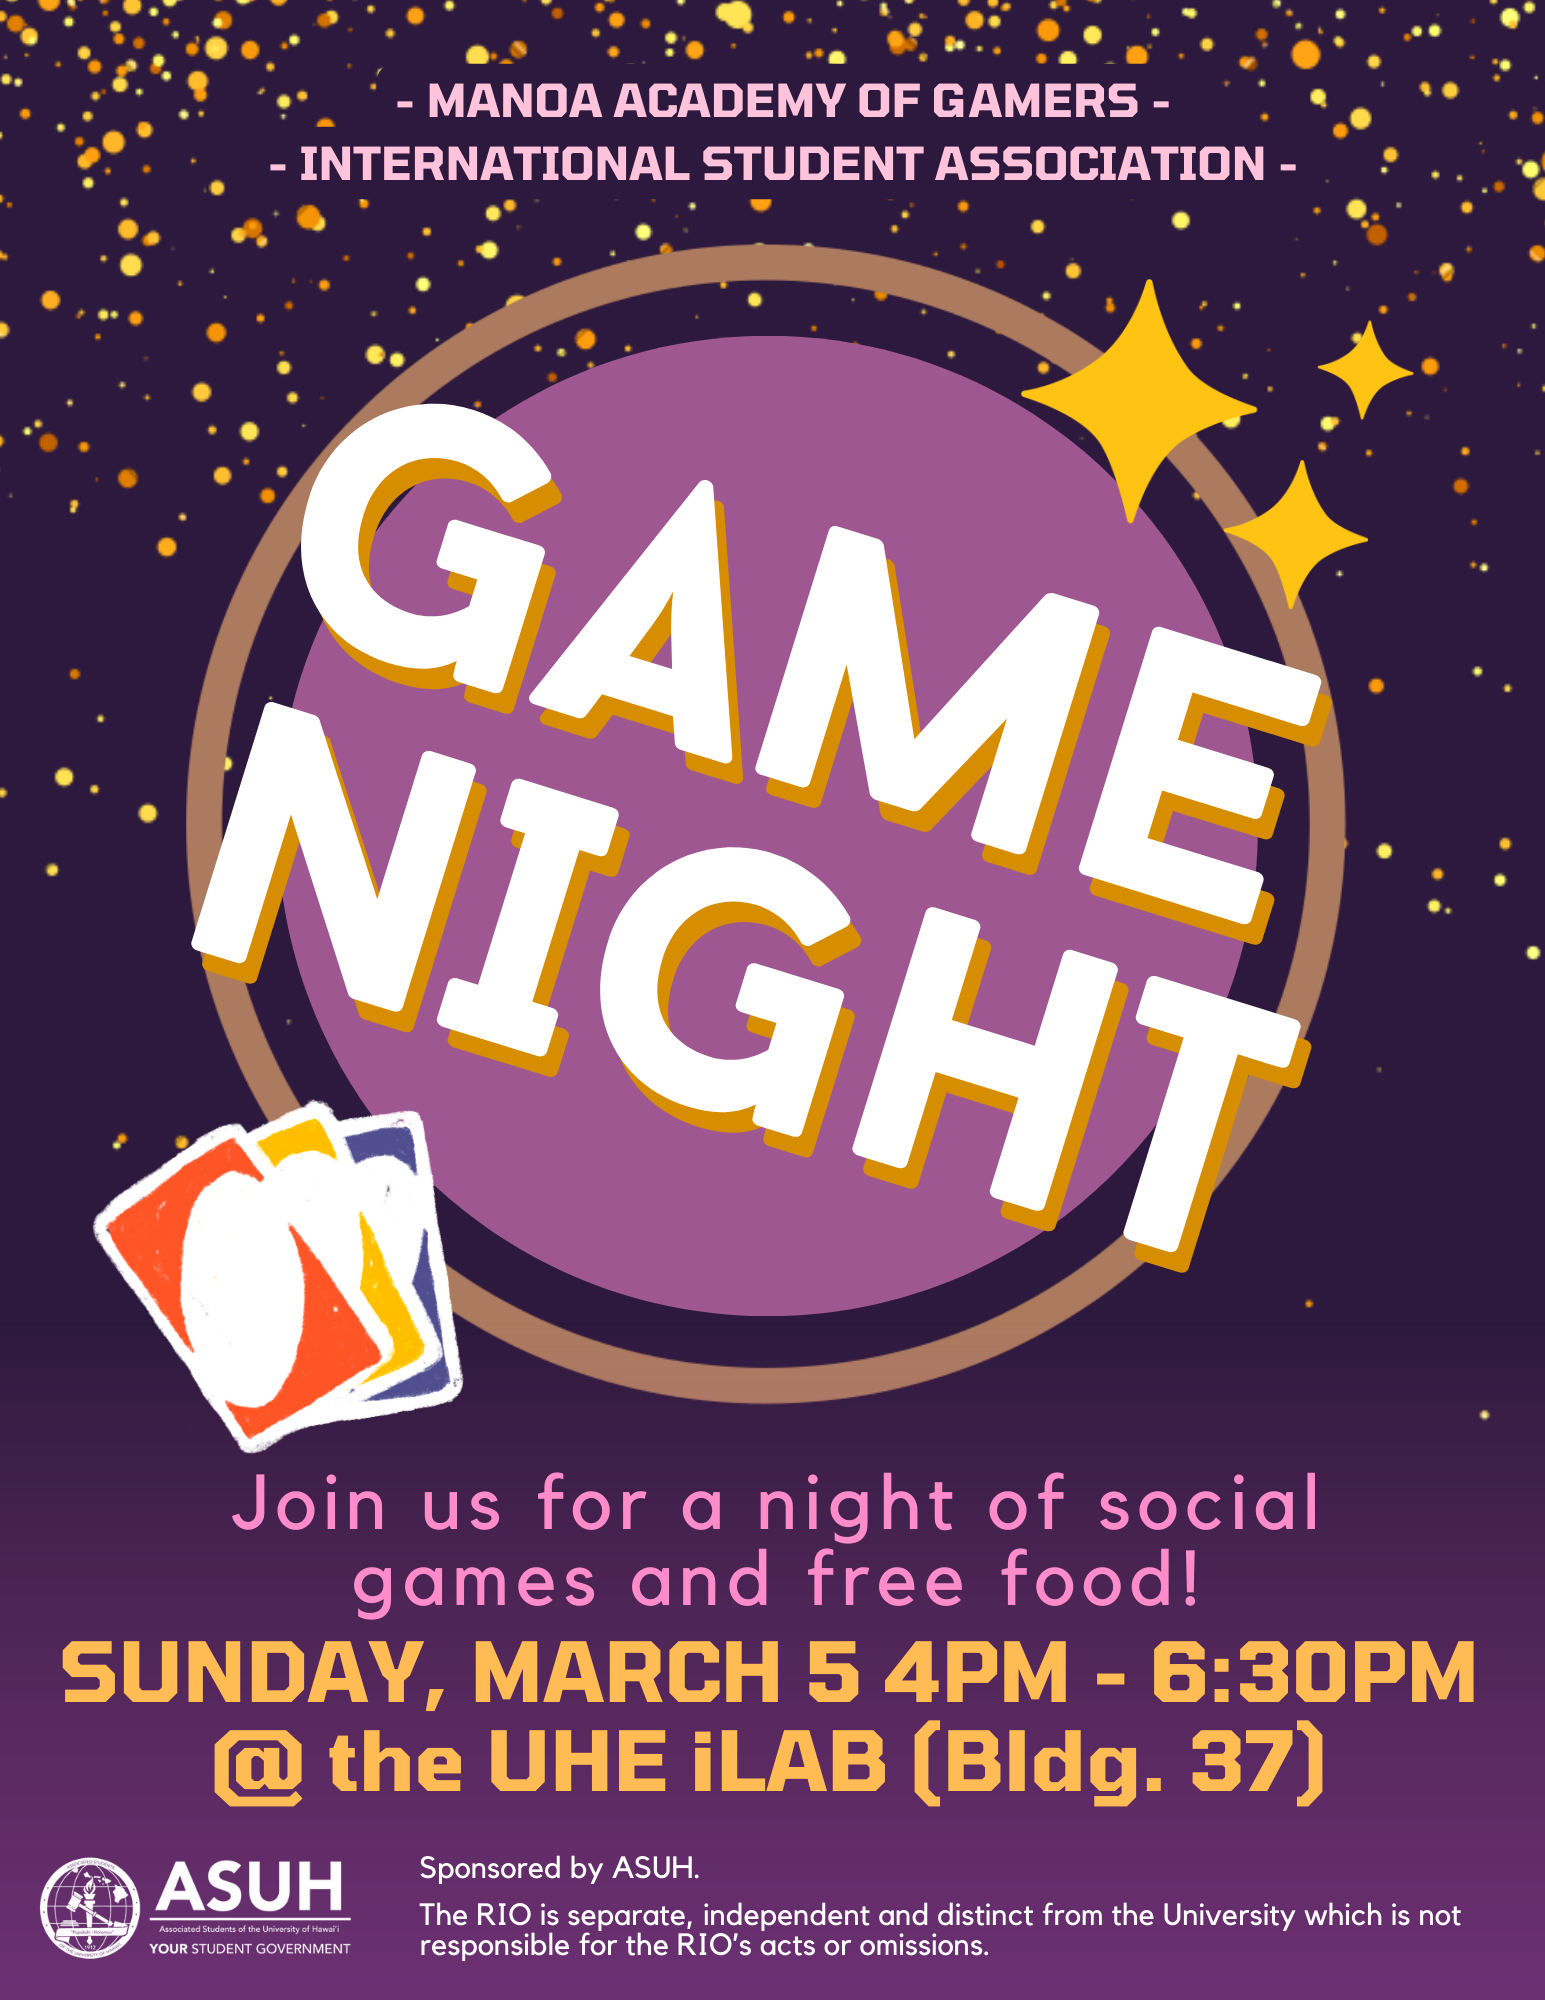 - MANOA ACADEMY OF GAMERS -
- INTERNATIONAL STUDENT ASSOCIATION -
GAME
NIGHT
Join us for a night of social
games and free food!
SUNDAY, MARCH 5 4PM - 6:30PM
@ the UHE iLAB (Bldg. 37)
ASUH
Associated Students of the University of Hawai'i
YOUR STUDENT GOVERNMENT
Sponsored by ASUH.
The RIO is separate, independent and distinct from the University which is not
responsible for the RIO's acts or omissions.